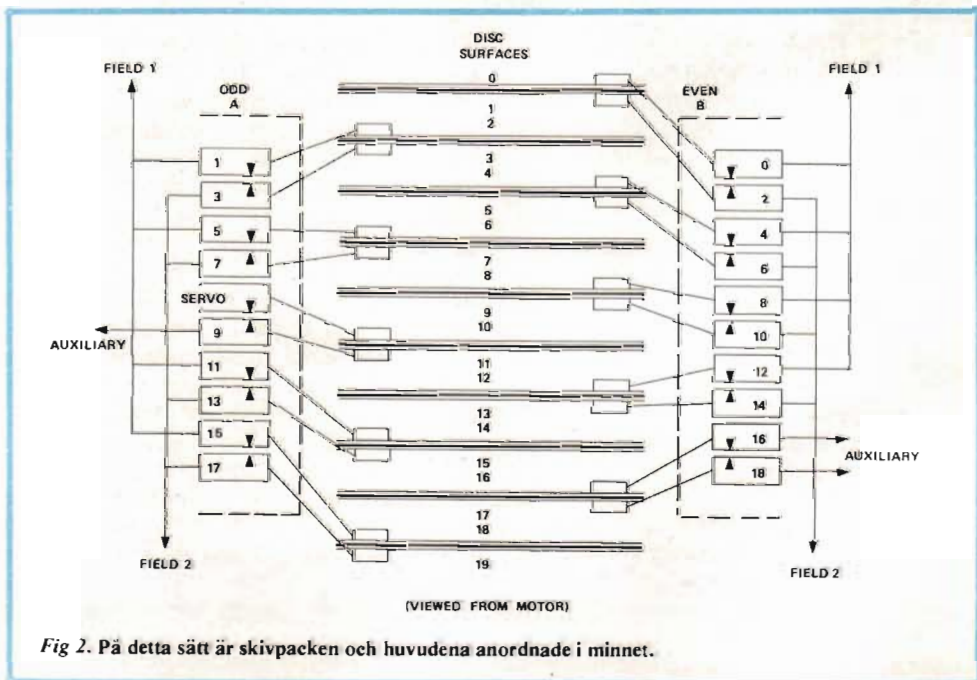 DISC
SURFACES
FIELD 1
ODD
A
1
3
5
7
SERVO
9
AUXILIARY
11
13
15
17
FIELD 2
0
1
2
3
4
5
6
7
8
9
10
11
12
13
14
15
16
17
18
19
(VIEWED FROM MOTOR)
FIELD 1
EVEN
B
0
2
4
6
8
10
12
14
16
AUXILIARY
18
FIELD 2
Fig 2. På detta sätt är skivpacken och huvudena anordnade i minnet.